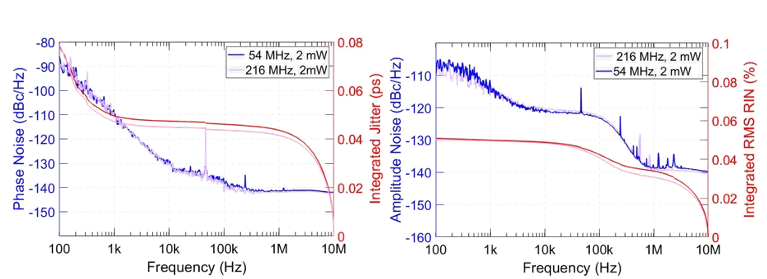 -80
-90
-100
-110
-120
-130
-140
-150
Phase Noise (dBc/Hz)
54 MHz, 2 mW
216 MHz, 2mW
0.08
0.06
0.04
0.02
0
Integrated Jitter (ps)
100 1k 10k 100k 1M 10M
Frequency (Hz)
-110
-120
-130
-140
-150
-160
Amplitude Noise (dBc/Hz)
216 MHz, 2 mW
54 MHz, 2 mW
0.1
0.08
0.06
0.04
0.02
0
Integrated RMS RIN (%)
100 1k 10k 100k 1M 10M
Frequency (Hz)